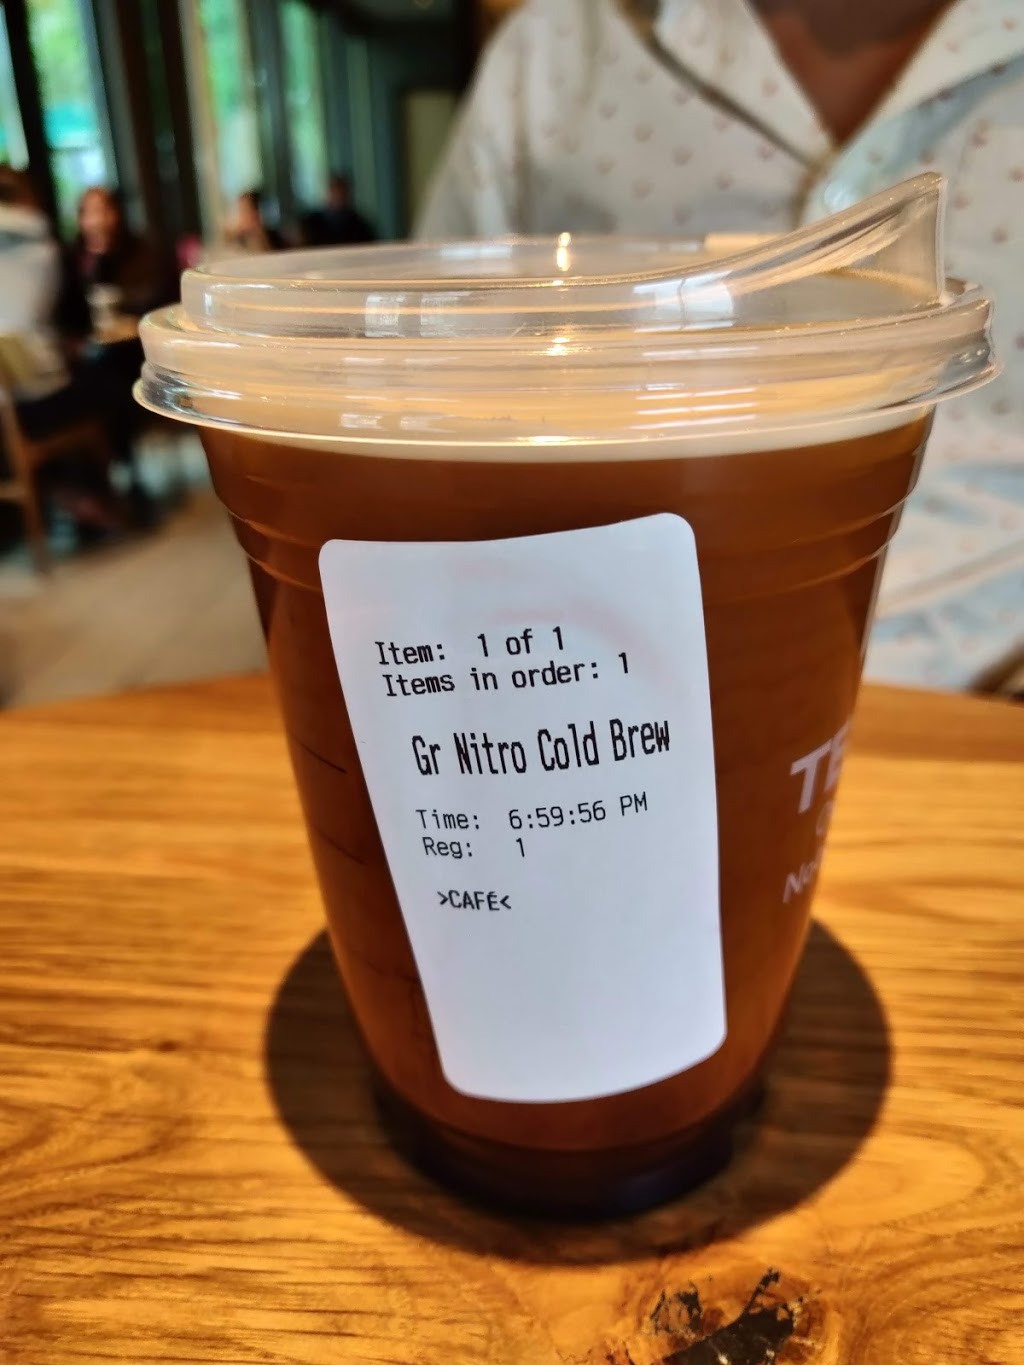 Item: 1 of 1
Items in order: 1
Gr Nitro Cold Brew
Time: 6:59:56 PM
Reg: 1
>CAFÉ<